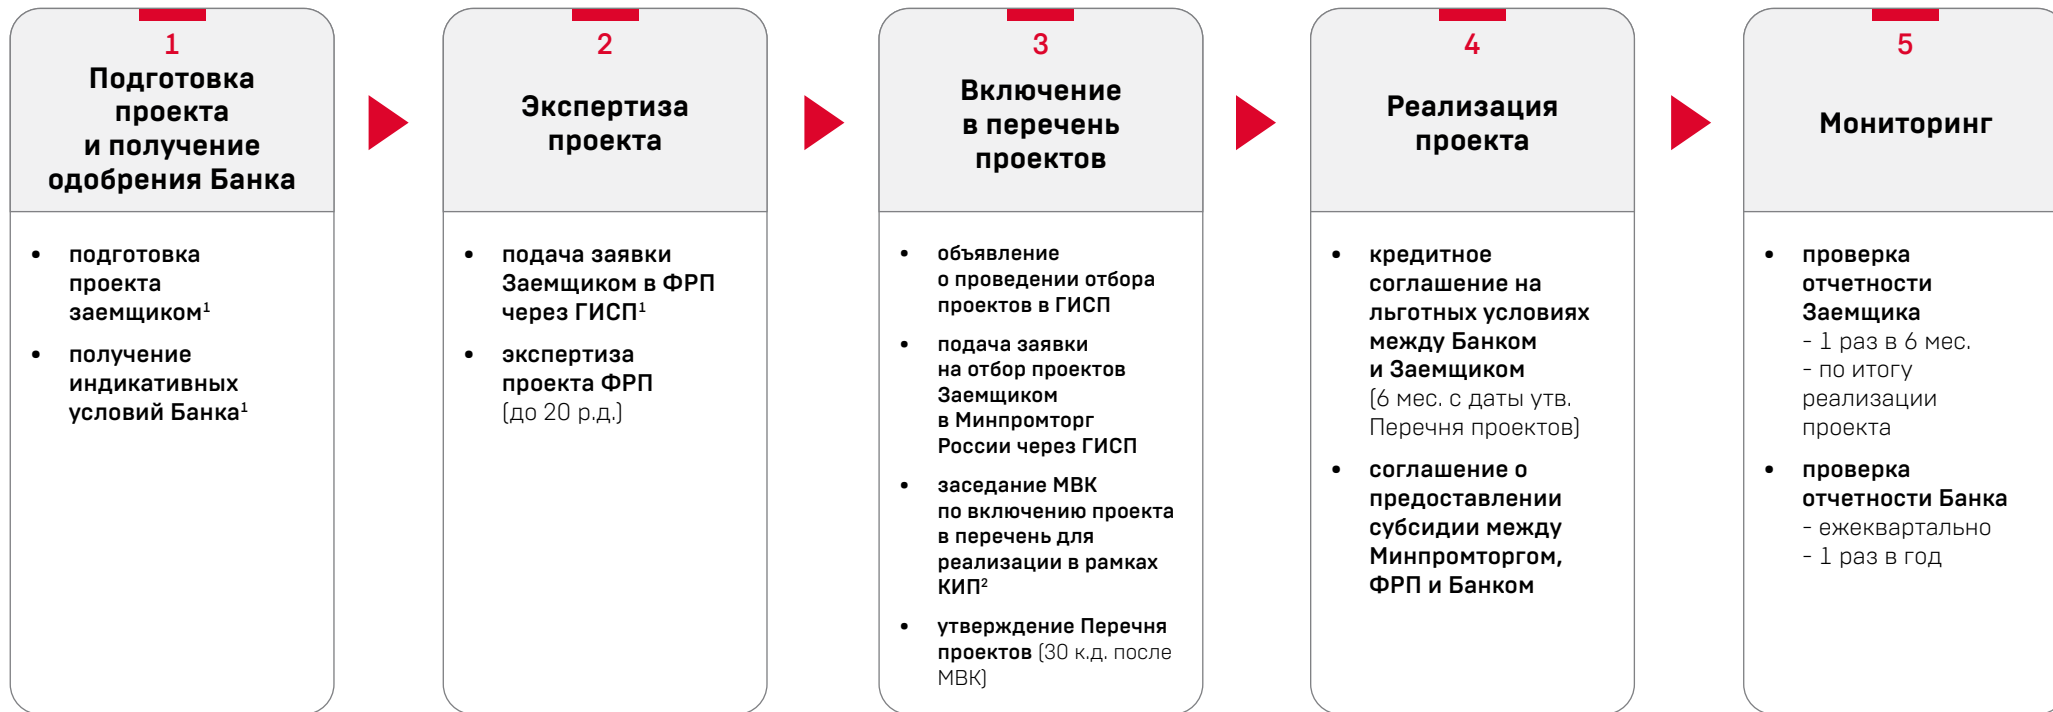 1
Подготовка
проекта
и получение
одобрения Банка
• подготовка
проекта
заемщиком¹
• получение
индикативных
условий Банка¹
2
Экспертиза
проекта
• подача заявки
Заемщиком в ФРП
через ГИСП¹
• экспертиза
проекта ФРП
(до 20 р.д.)
3
Включение
в перечень
проектов
• объявление
о проведении отбора
проектов в ГИСП
• подача заявки
на отбор проектов
Заемщиком
в Минпромторг
России через ГИСП
• заседание МВК
по включению проекта
в перечень для
реализации в рамках
КИП²
• утверждение Перечня
проектов (30 к.д. после
МВК)
4
Реализация
проекта
• кредитное
соглашение на
льготных условиях
между Банком
и Заемщиком
(6 мес. с даты утв.
Перечня проектов)
• соглашение о
предоставлении
субсидии между
Минпромторгом,
ФРП и Банком
5
Мониторинг
• проверка
отчетности
Заемщика
- 1 раз в 6 мес.
- по итогу
реализации
проекта
• проверка
отчетности Банка
- ежеквартально
- 1 раз в год